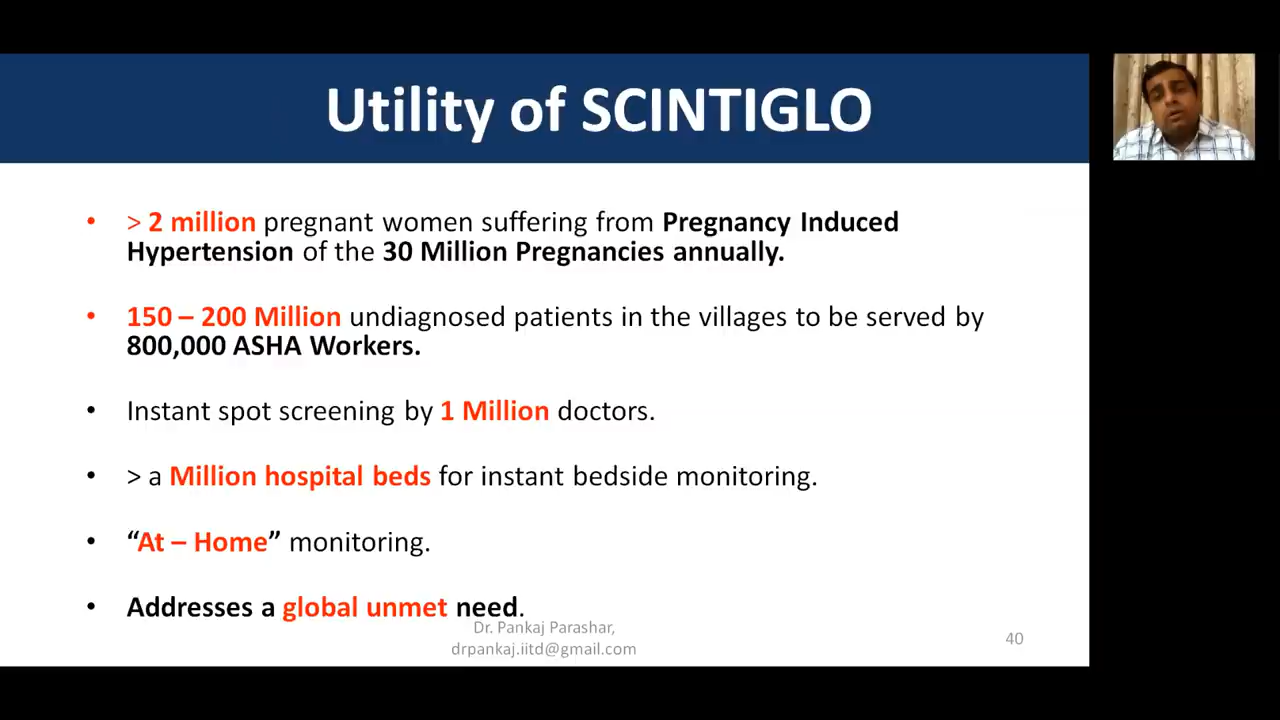 Utility of SCINTIGLO
• > 2 million pregnant women suffering from Pregnancy Induced
Hypertension of the 30 Million Pregnancies annually.
• 150 – 200 Million undiagnosed patients in the villages to be served by
800,000 ASHA Workers.
• Instant spot screening by 1 Million doctors.
• > a Million hospital beds for instant bedside monitoring.
• “At – Home” monitoring.
• Addresses a global unmet need.
Dr. Pankaj Parashar,
drpankaj.iitd@gmail.com
40